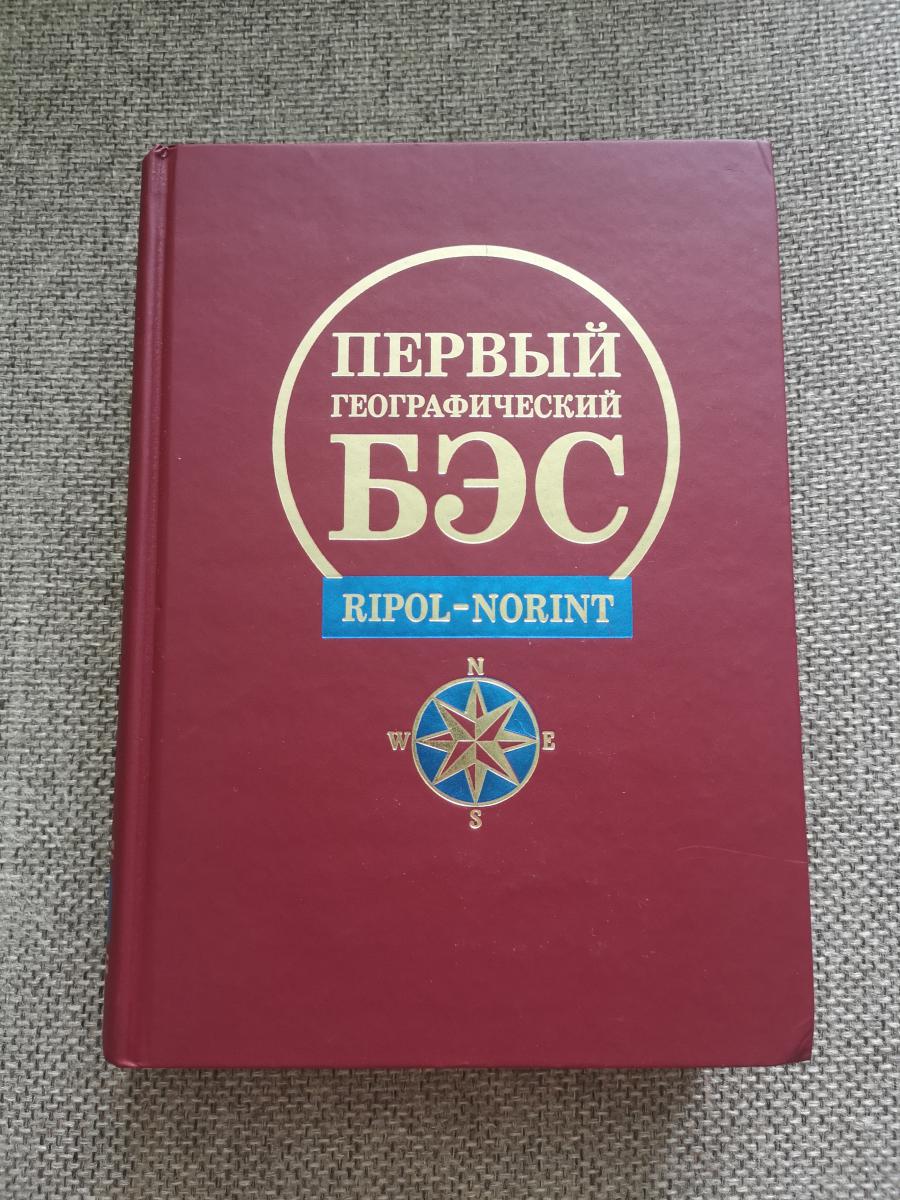 ПЕРВЫЙ
ГЕОГРАФИЧЕСКИЙ
БЭС
RIPOL-NORINT
N
W E
S